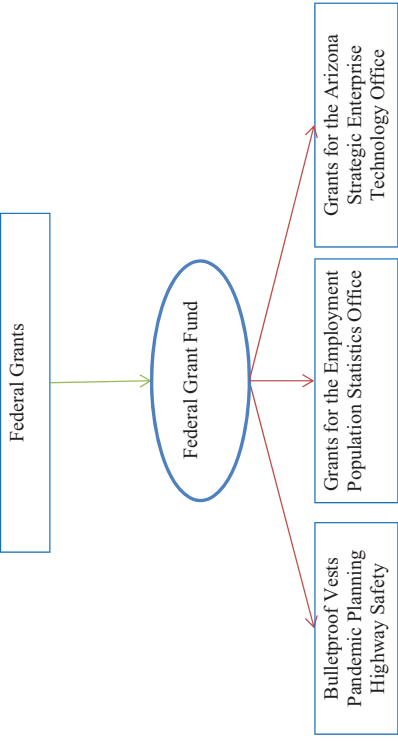 Federal Grants
Federal Grant Fund
Bulletproof Vests
Pandemic Planning
Highway Safety
Grants for the Employment
Population Statistics Office
Grants for the Arizona
Strategic Enterprise
Technology Office